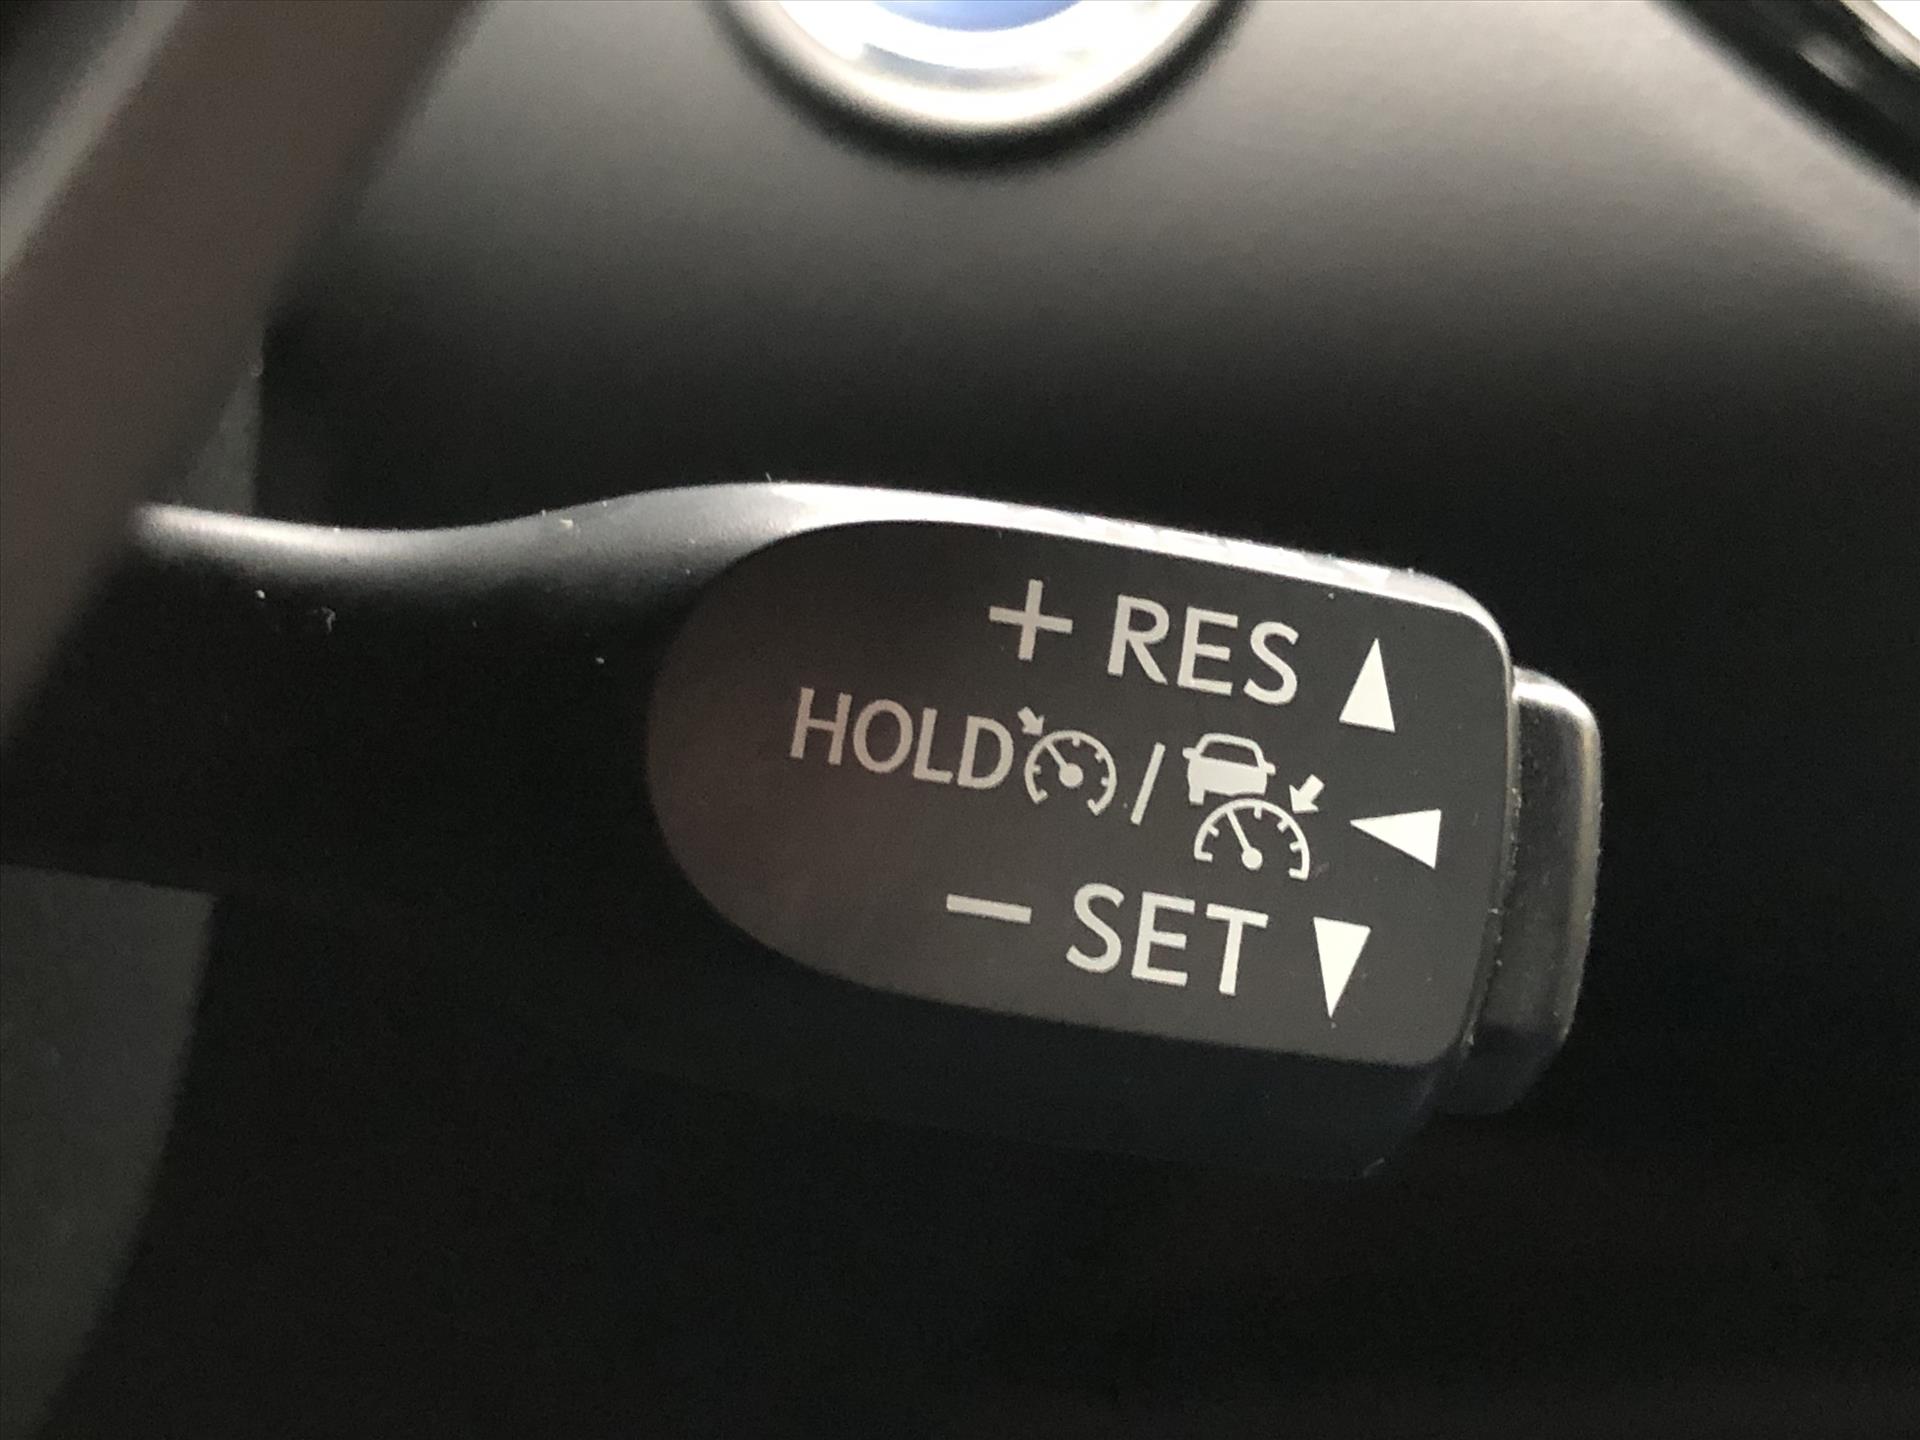 + RES
HOLD /
− SET